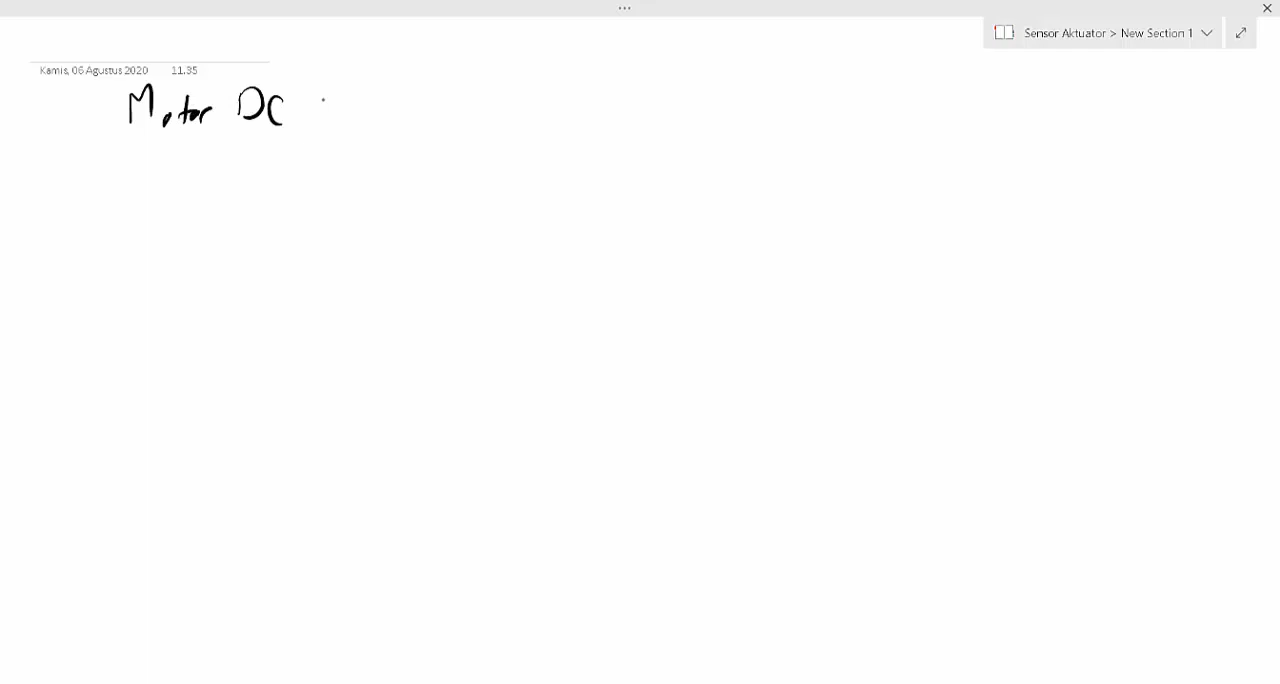 Sensor Aktuator > New Section 1
Kamis, 06 Agustus 2020 11.35
Motor DC